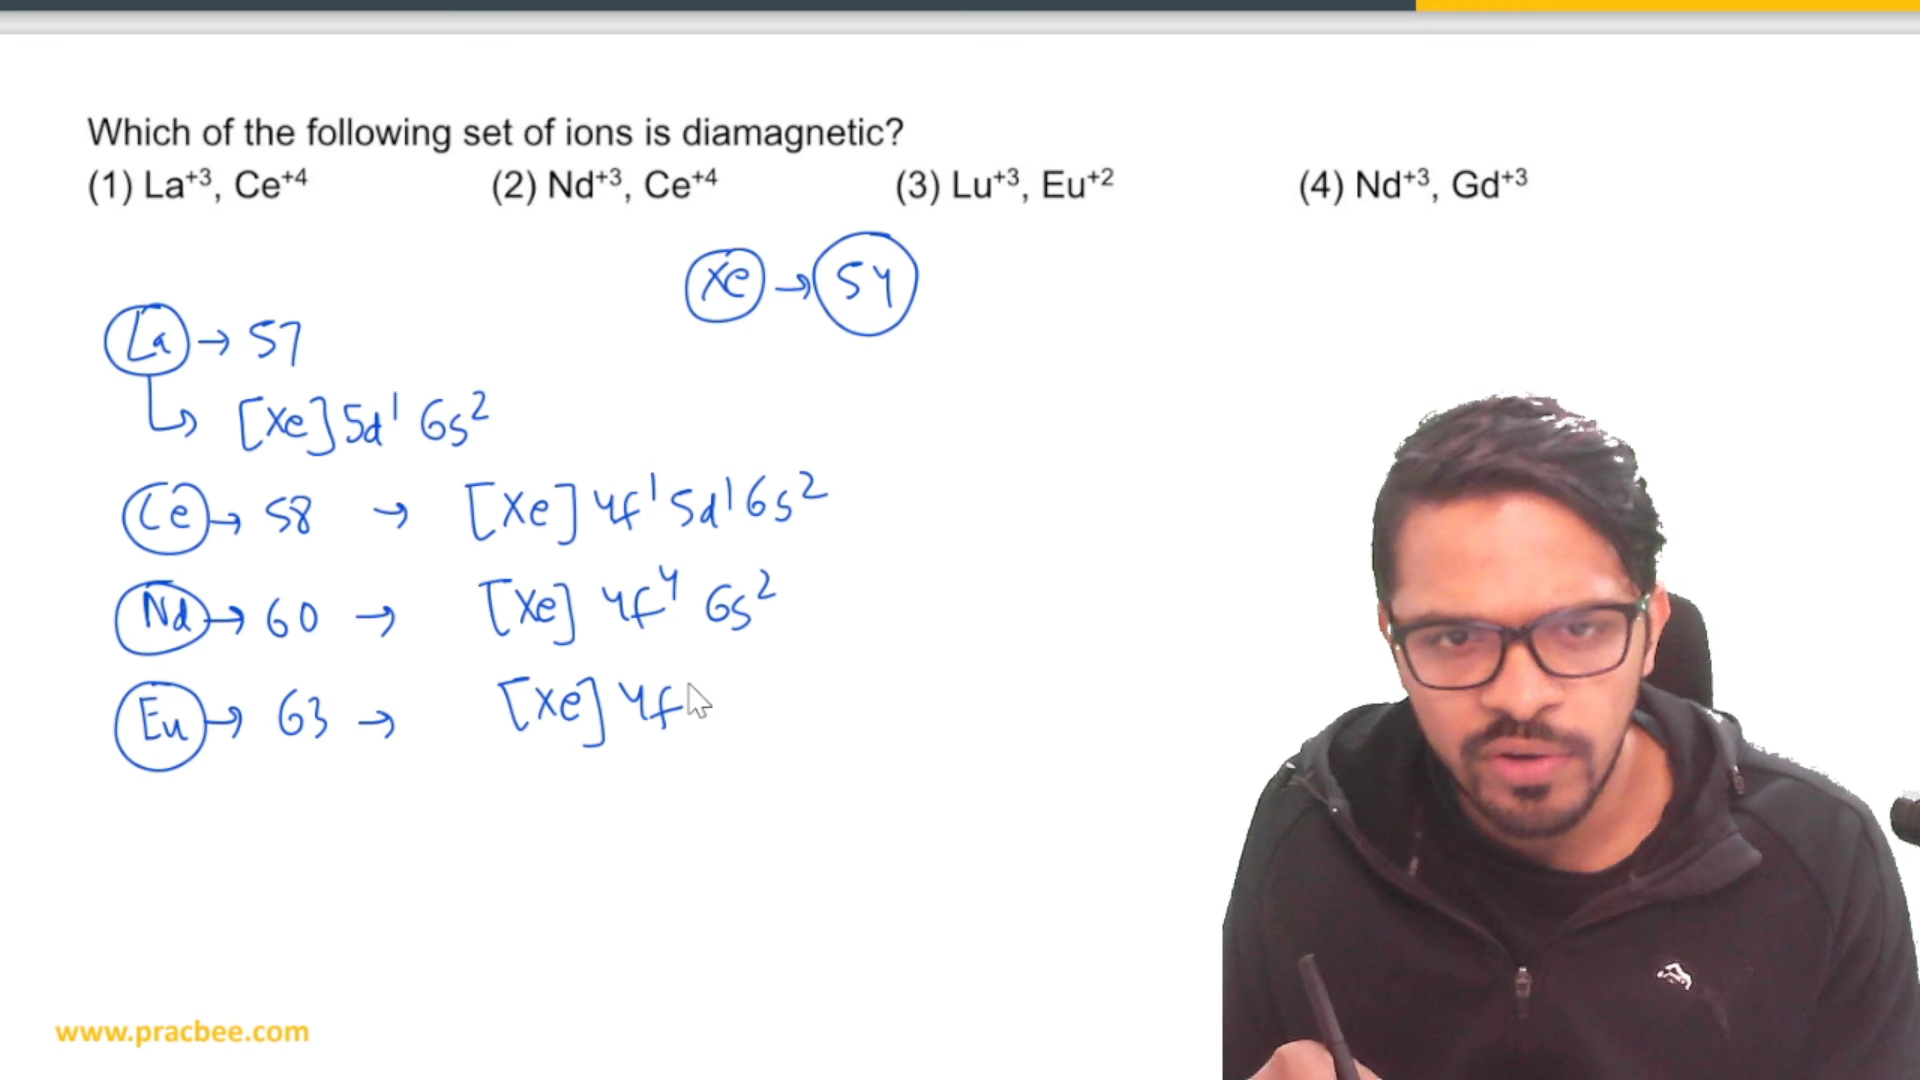 Which of the following set of ions is diamagnetic?
(1) La⁺³, Ce⁺⁴ (2) Nd⁺³, Ce⁺⁴ (3) Lu⁺³, Eu⁺² (4) Nd⁺³, Gd⁺³
Xe → 54
La → 57
[Xe] 5d¹ 6s²
Ce → 58 → [Xe] 4f¹ 5d¹ 6s²
Nd → 60 → [Xe] 4f⁴ 6s²
Eu → 63 → [Xe] 4f
www.pracbee.com